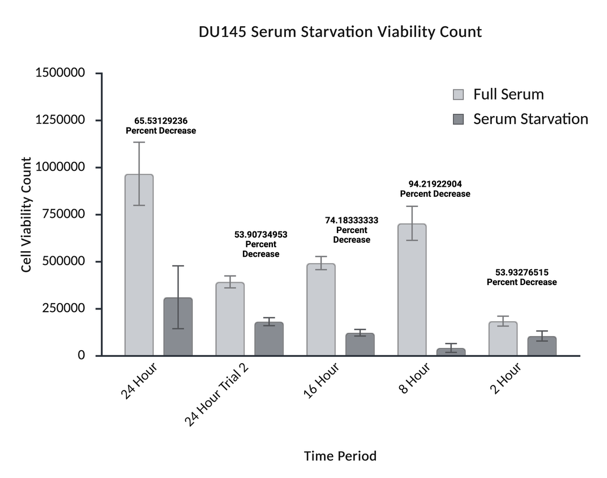 DU145 Serum Starvation Viability Count
Full Serum
Serum Starvation
Cell Viability Count
1500000
1250000
1000000
750000
500000
250000
0
65.53129236
Percent Decrease
53.90734953
Percent
Decrease
74.18333333
Percent
Decrease
94.21922904
Percent Decrease
53.93276515
Percent Decrease
24 Hour
24 Hour Trial 2
16 Hour
8 Hour
2 Hour
Time Period